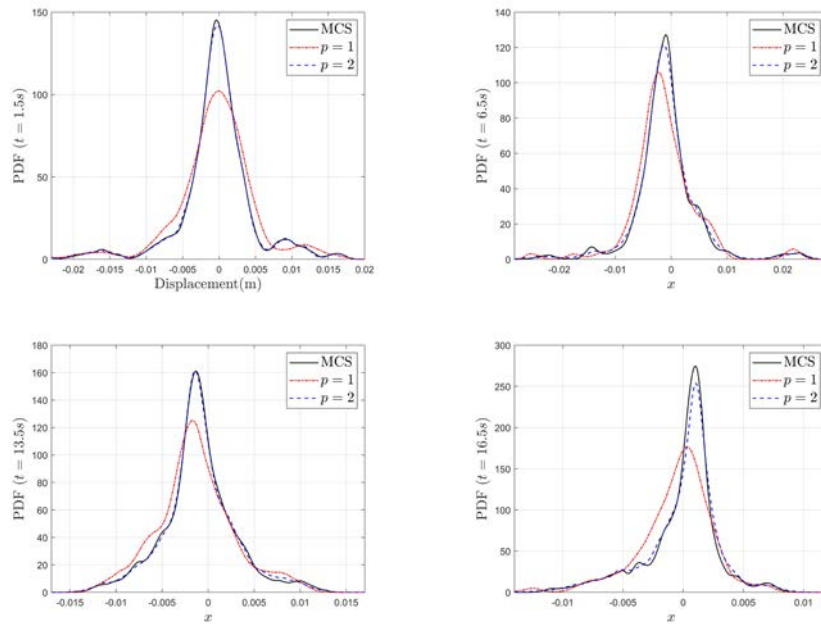 150
100
50
0
PDF (t = 1.5s)
MCS
p = 1
p = 2
-0.02 -0.015 -0.01 -0.005 0 0.005 0.01 0.015 0.02
Displacement(m)
140
120
100
80
60
40
20
0
PDF (t = 6.5s)
MCS
p = 1
p = 2
-0.02 -0.01 0 0.01 0.02
x
180
160
140
120
100
80
60
40
20
0
PDF (t = 13.5s)
MCS
p = 1
p = 2
-0.015 -0.01 -0.005 0 0.005 0.01 0.015
x
300
250
200
150
100
50
0
PDF (t = 16.5s)
MCS
p = 1
p = 2
-0.01 -0.005 0 0.005 0.01
x